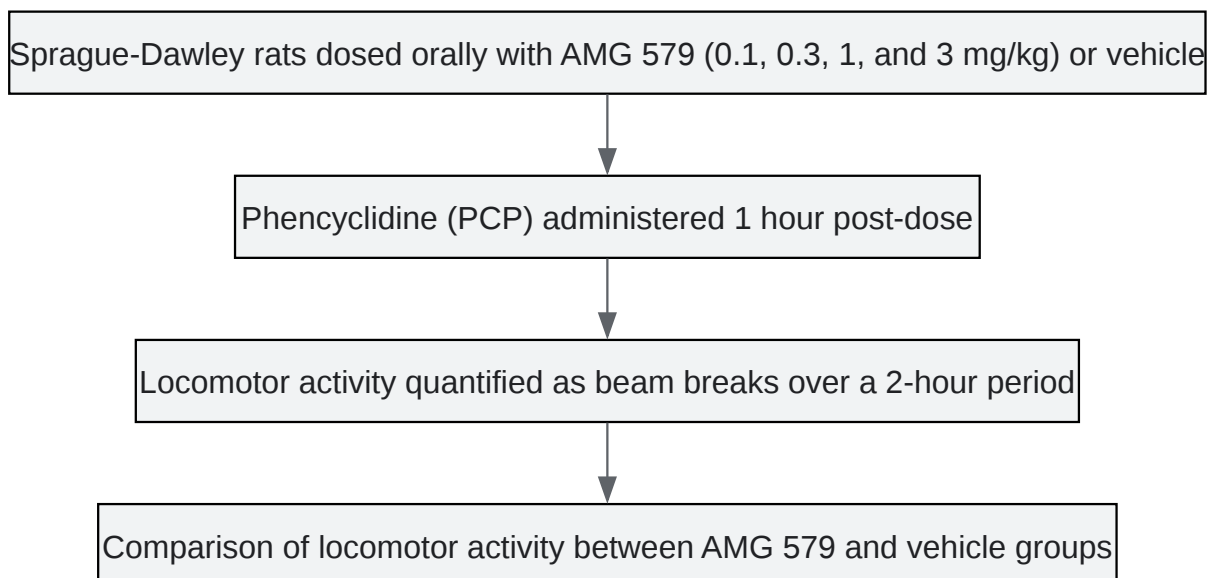 Sprague-Dawley rats dosed orally with AMG 579 (0.1, 0.3, 1, and 3 mg/kg) or vehicle
Phencyclidine (PCP) administered 1 hour post-dose
Locomotor activity quantified as beam breaks over a 2-hour period
Comparison of locomotor activity between AMG 579 and vehicle groups